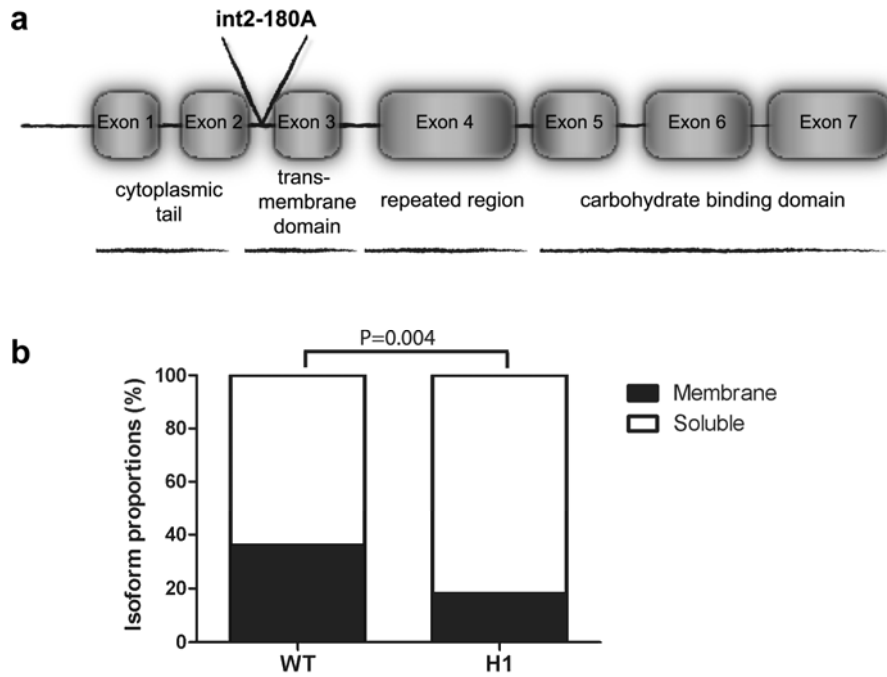 a
int2-180A
Exon 1 Exon 2 Exon 3 Exon 4 Exon 5 Exon 6 Exon 7
cytoplasmic
tail
trans-
membrane
domain
repeated region
carbohydrate binding domain
b
P=0.004
Isoform proportions (%)
100
80
60
40
20
0
WT H1
Membrane
Soluble